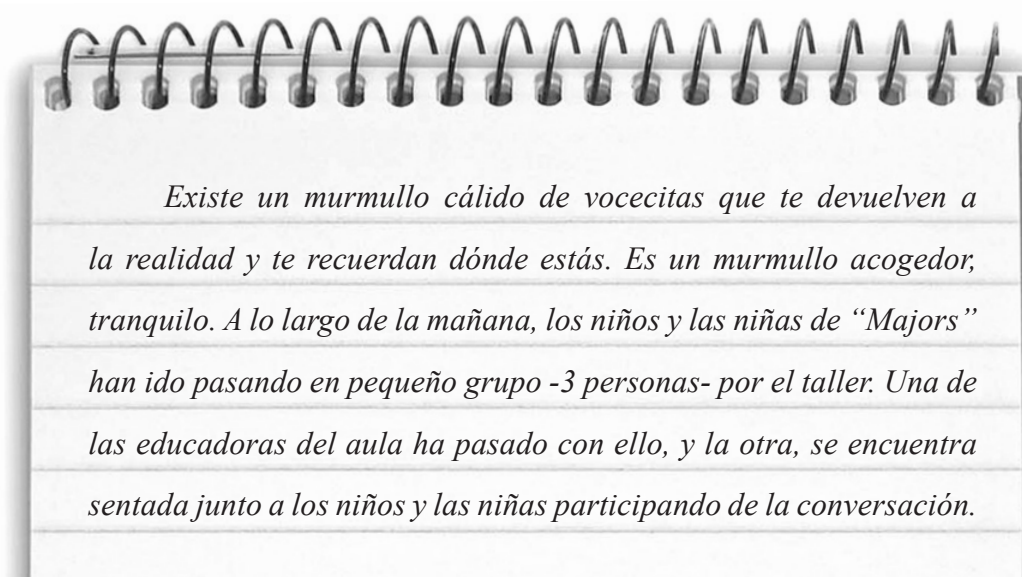 Existe un murmullo cálido de vocecitas que te devuelven a
la realidad y te recuerdan dónde estás. Es un murmullo acogedor,
tranquilo. A lo largo de la mañana, los niños y las niñas de “Majors”
han ido pasando en pequeño grupo -3 personas- por el taller. Una de
las educadoras del aula ha pasado con ello, y la otra, se encuentra
sentada junto a los niños y las niñas participando de la conversación.